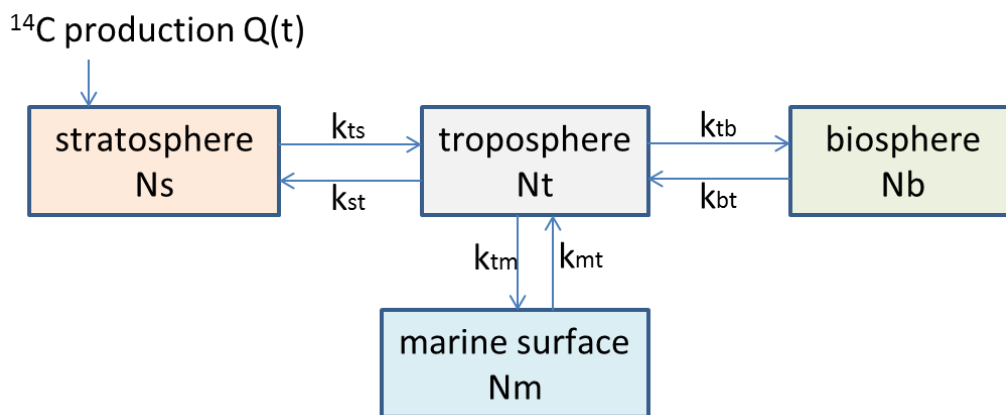 ¹⁴C production Q(t)
stratosphere
Ns
kts
kst
troposphere
Nt
ktb
kbt
biosphere
Nb
ktm
kmt
marine surface
Nm